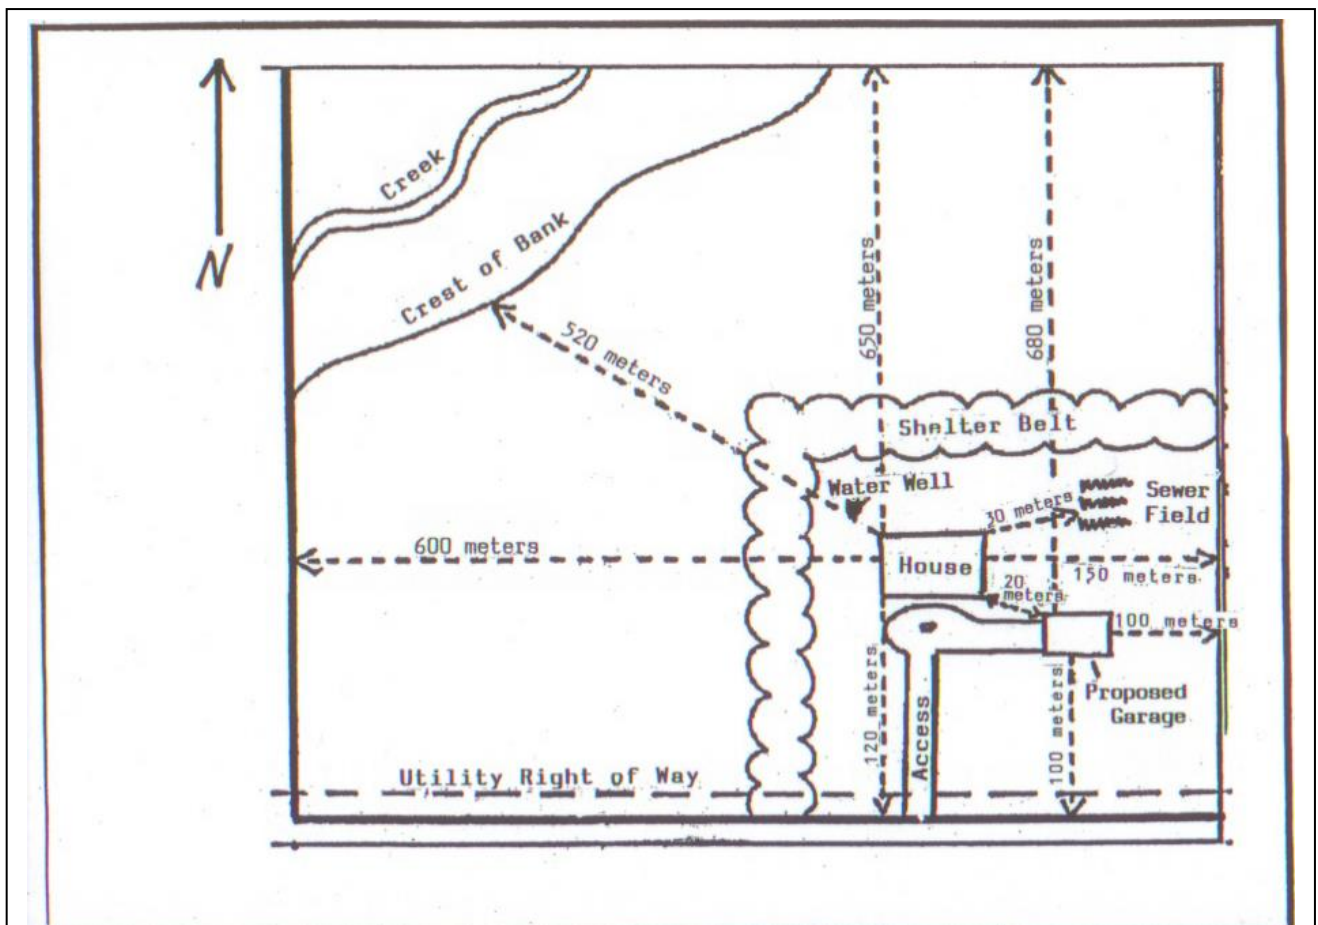 Creek
Crest of Bank
N
520 meters
650 meters
680 meters
Shelter Belt
Water Well
30 meters
Sewer
Field
600 meters
House
150 meters
20
meters
100 meters
120 meters
Access
100 meters
Proposed
Garage
Utility Right of Way